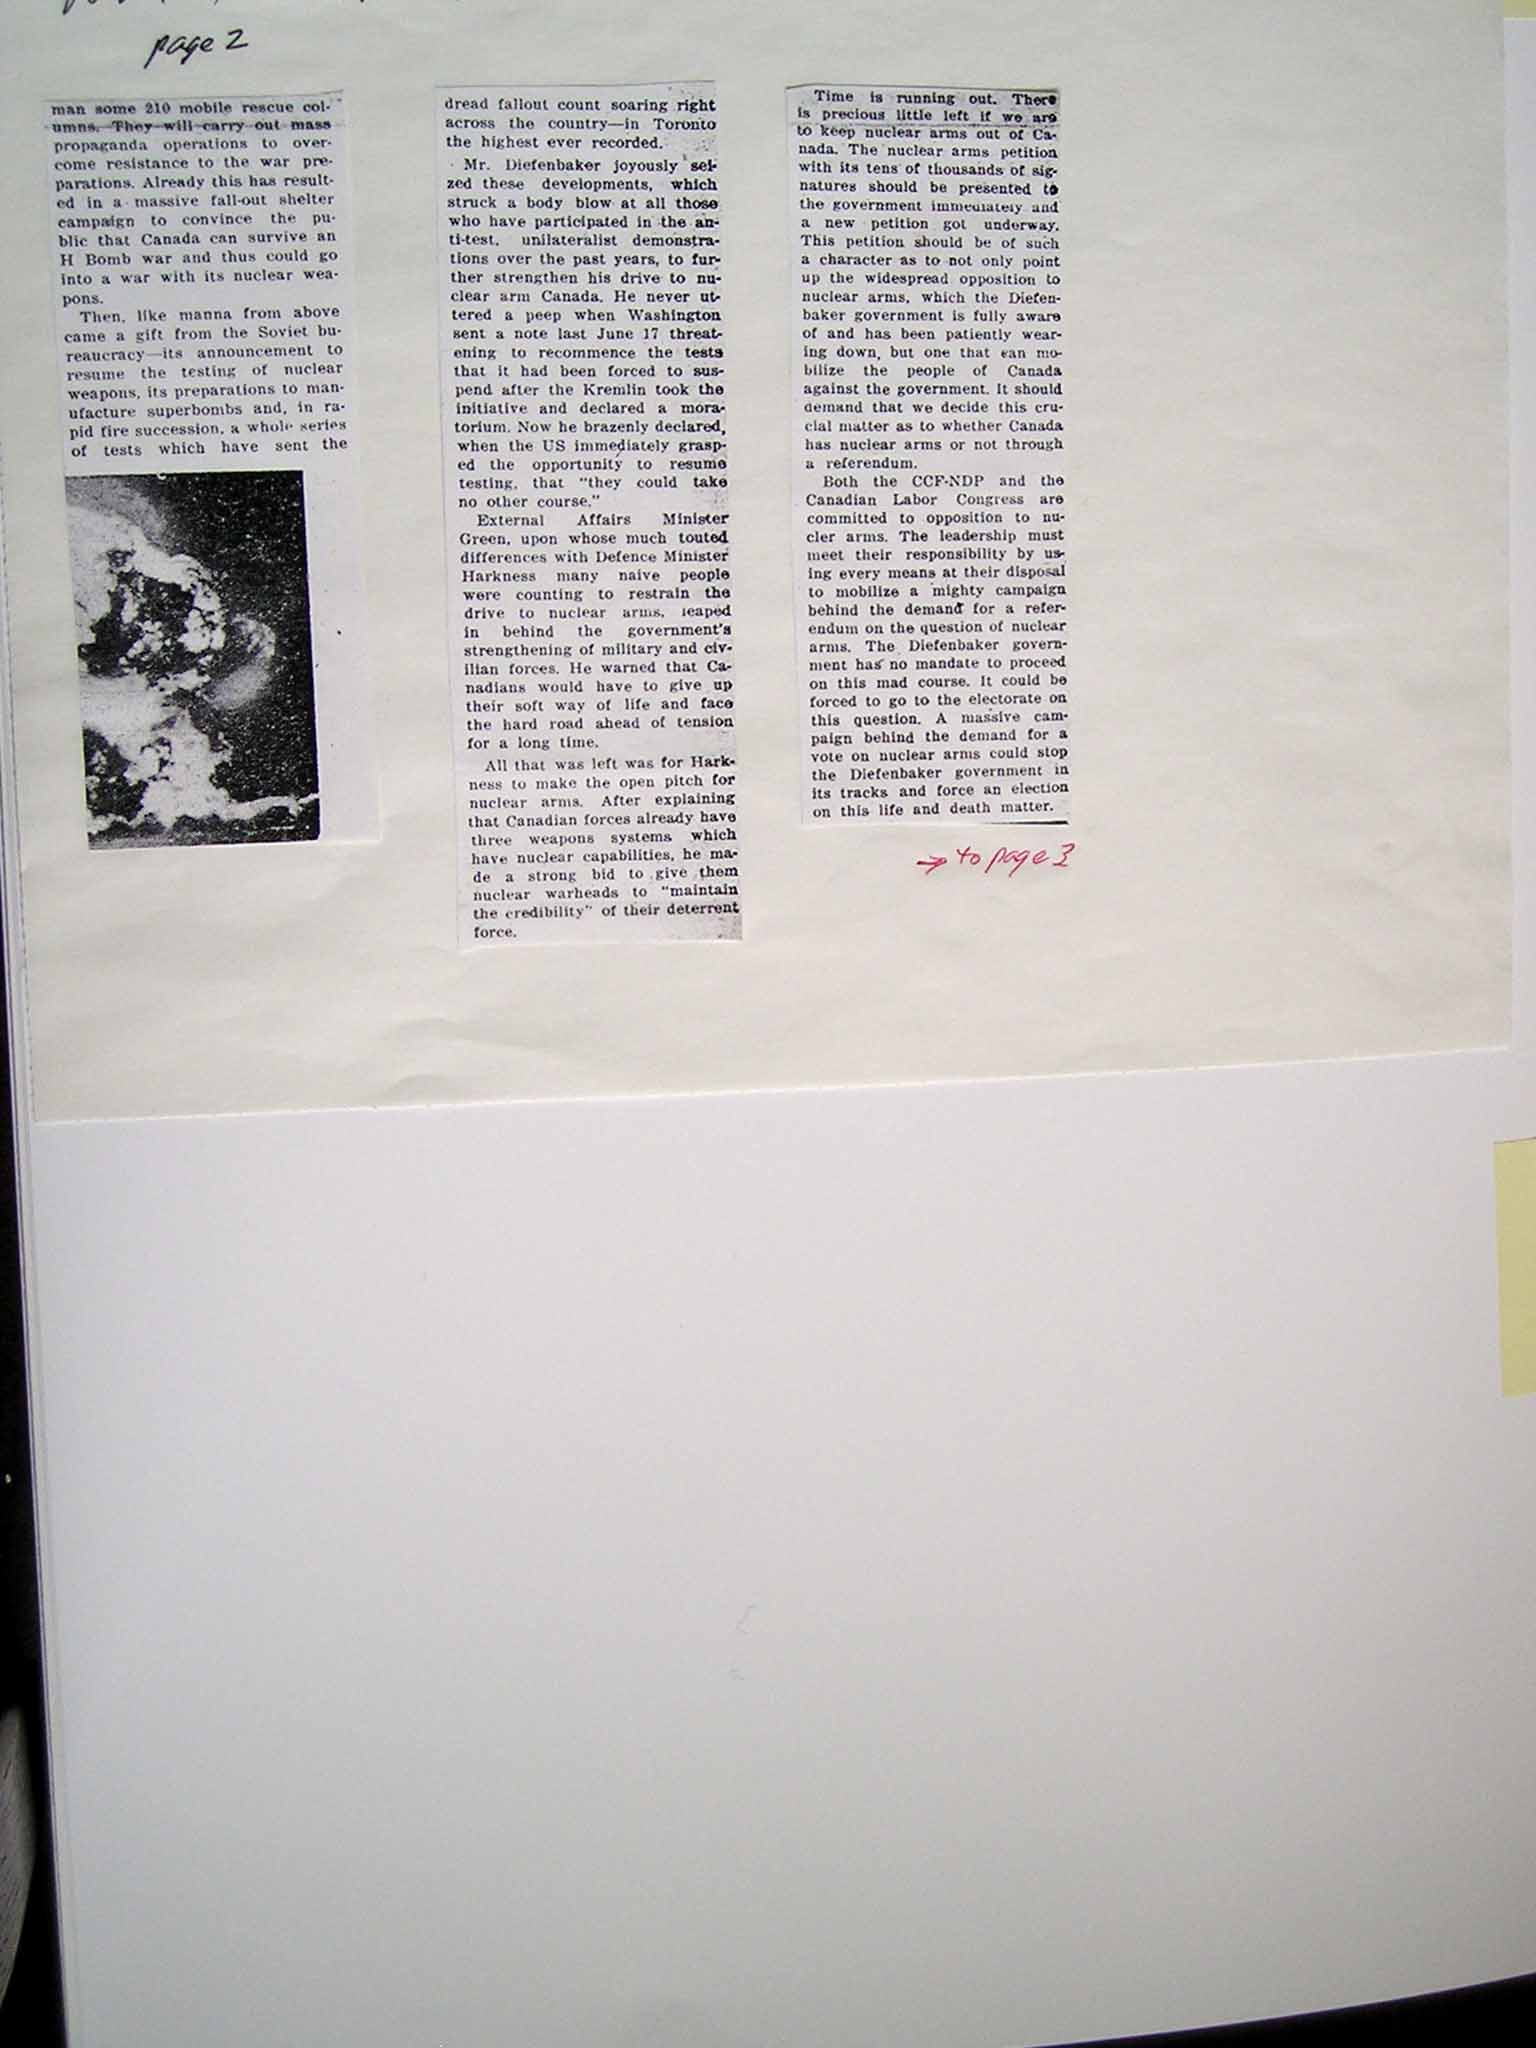 page 2
man some 210 mobile rescue col-
umns. They will carry out mass
propaganda operations to over-
come resistance to the war pre-
parations. Already this has result-
ed in a massive fall-out shelter
campaign to convince the pu-
blic that Canada can survive an
H Bomb war and thus could go
into a war with its nuclear wea-
pons.
Then, like manna from above
came a gift from the Soviet bu-
reaucracy—its announcement to
resume the testing of nuclear
weapons, its preparations to man-
ufacture superbombs and, in ra-
pid fire succession, a whole series
of tests which have sent the
dread fallout count soaring right
across the country—in Toronto
the highest ever recorded.
Mr. Diefenbaker joyously sei-
zed these developments, which
struck a body blow at all those
who have participated in the an-
ti-test, unilateralist demonstra-
tions over the past years, to fur-
ther strengthen his drive to nu-
clear arm Canada. He never ut-
tered a peep when Washington
sent a note last June 17 threat-
ening to recommence the tests
that it had been forced to sus-
pend after the Kremlin took the
initiative and declared a mora-
torium. Now he brazenly declared,
when the US immediately grasp-
ed the opportunity to resume
testing, that "they could take
no other course."
External Affairs Minister
Green, upon whose much touted
differences with Defence Minister
Harkness many naive people
were counting to restrain the
drive to nuclear arms, leaped
in behind the government's
strengthening of military and civ-
ilian forces. He warned that Ca-
nadians would have to give up
their soft way of life and face
the hard road ahead of tension
for a long time.
All that was left was for Hark-
ness to make the open pitch for
nuclear arms. After explaining
that Canadian forces already have
three weapons systems which
have nuclear capabilities, he ma-
de a strong bid to give them
nuclear warheads to "maintain
the credibility" of their deterrent
force.
Time is running out. There
is precious little left if we are
to keep nuclear arms out of Ca-
nada. The nuclear arms petition
with its tens of thousands of sig-
natures should be presented to
the government immediately and
a new petition got underway.
This petition should be of such
a character as to not only point
up the widespread opposition to
nuclear arms, which the Diefen-
baker government is fully aware
of and has been patiently wear-
ing down, but one that can mo-
bilize the people of Canada
against the government. It should
demand that we decide this cru-
cial matter as to whether Canada
has nuclear arms or not through
a referendum.
Both the CCF-NDP and the
Canadian Labor Congress are
committed to opposition to nu-
cler arms. The leadership must
meet their responsibility by us-
ing every means at their disposal
to mobilize a mighty campaign
behind the demand for a refer-
endum on the question of nuclear
arms. The Diefenbaker govern-
ment has no mandate to proceed
on this mad course. It could be
forced to go to the electorate on
this question. A massive cam-
paign behind the demand for a
vote on nuclear arms could stop
the Diefenbaker government in
its tracks and force an election
on this life and death matter.
→ to page 3